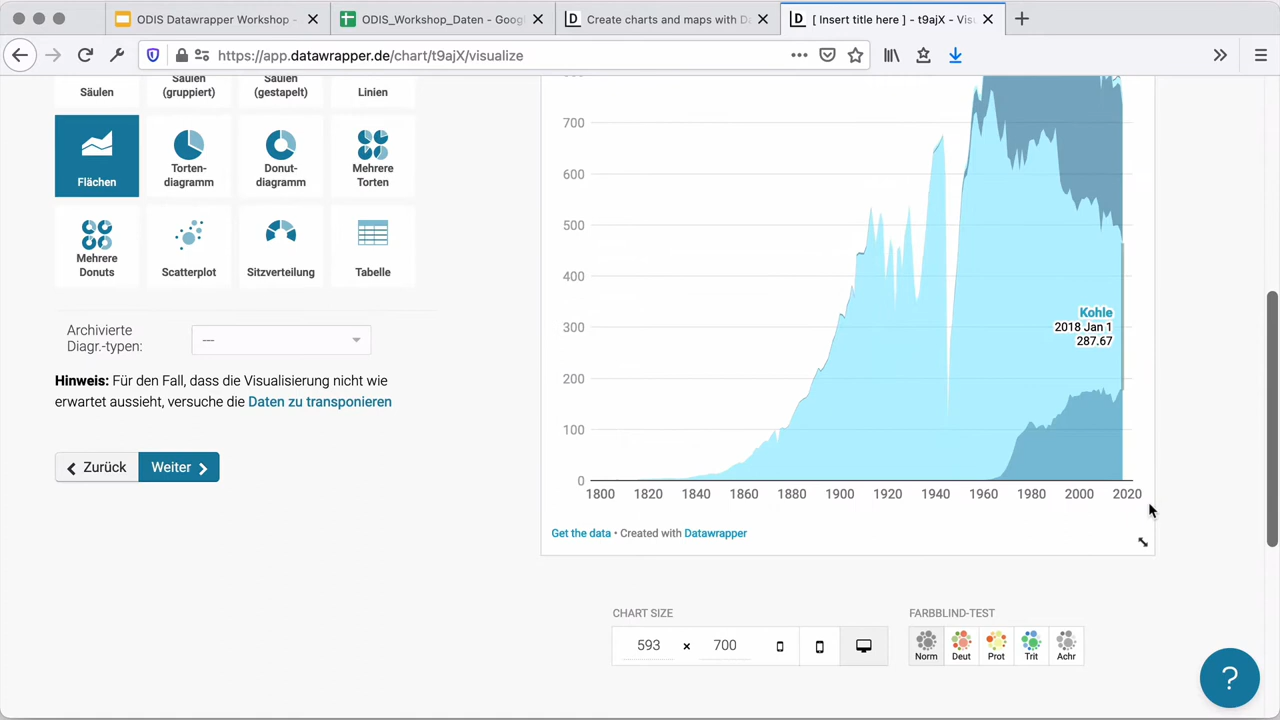 ODIS Datawrapper Workshop -
ODIS_Workshop_Daten - Goog
Create charts and maps with Da
[ Insert title here ] - t9ajX - Visu
https://app.datawrapper.de/chart/t9ajX/visualize
Säulen
Säulen
(gruppiert)
Säulen
(gestapelt)
Linien
Flächen
Torten-
diagramm
Donut-
diagramm
Mehrere
Torten
Mehrere
Donuts
Scatterplot
Sitzverteilung
Tabelle
Archivierte
Diagr.-typen:
---
Hinweis: Für den Fall, dass die Visualisierung nicht wie
erwartet aussieht, versuche die Daten zu transponieren
Zurück
Weiter
700
600
500
400
300
200
100
0
1800 1820 1840 1860 1880 1900 1920 1940 1960 1980 2000 2020
Kohle
2018 Jan 1
287.67
Get the data • Created with Datawrapper
CHART SIZE
593 × 700
FARBBLIND-TEST
Norm Deut Prot Trit Achr
?